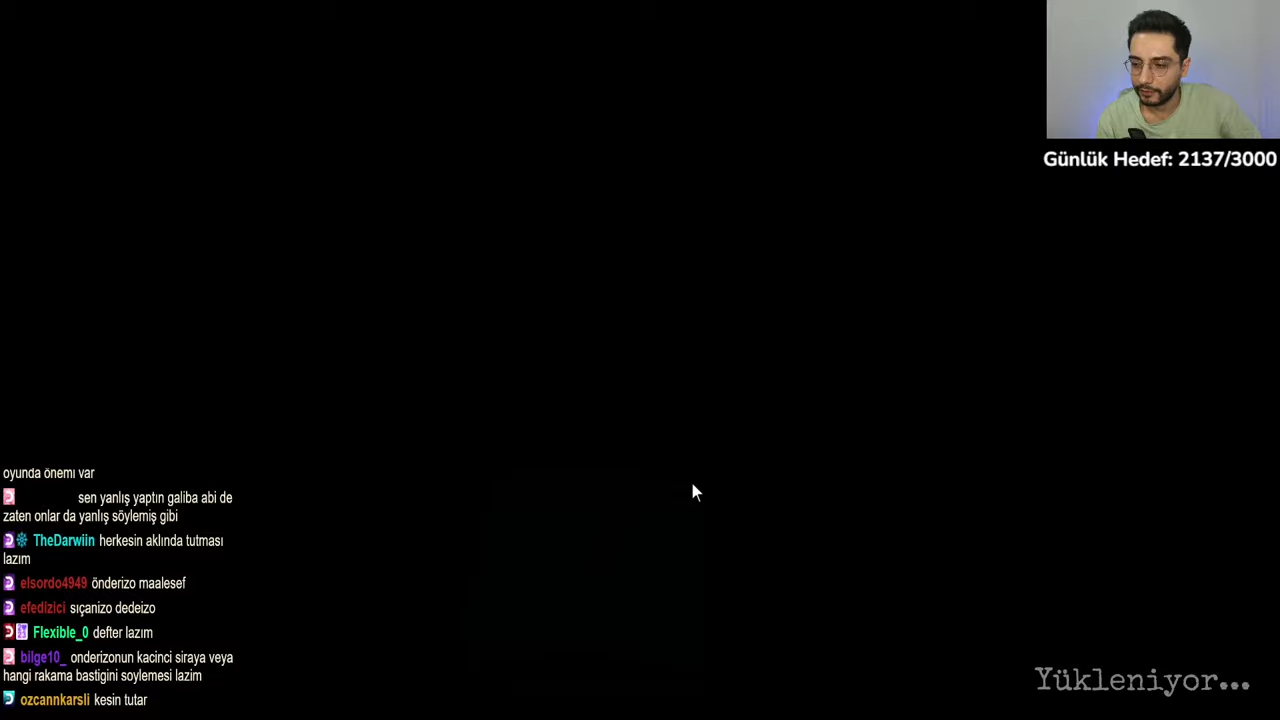 Günlük Hedef: 2137/3000
oyunda önemı var
sen yanlış yaptın galiba abi de
zaten onlar da yanlış söylemiş gibi
TheDarwiin herkesin aklında tutması
lazım
elsordo4949 önderizo maalesef
efedizici sıçanizo dedeizo
Flexible_0 defter lazım
bilge10_ onderizonun kacinci siraya veya
hangi rakama bastigini soylemesi lazim
ozcannkarsli kesin tutar
Yükleniyor...